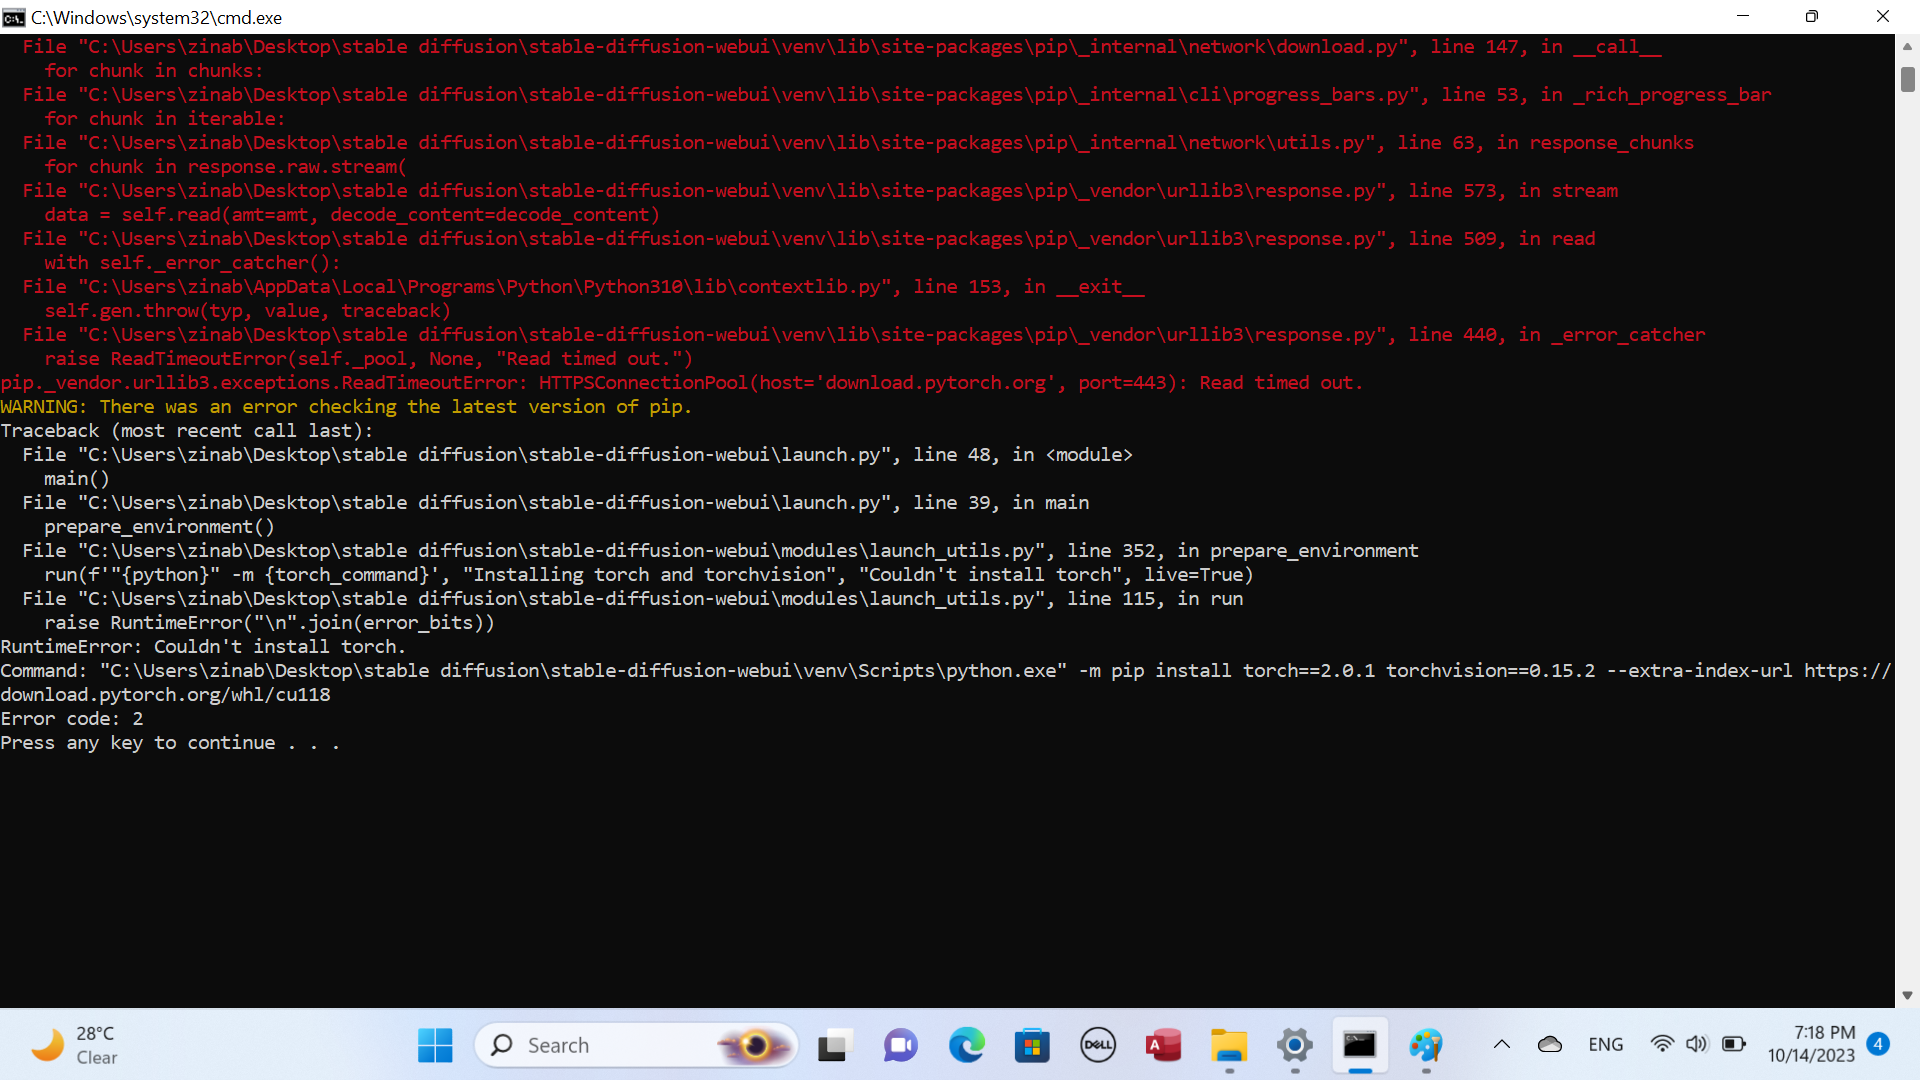 C:\Windows\system32\cmd.exe
  File "C:\Users\zinab\Desktop\stable diffusion\stable-diffusion-webui\venv\lib\site-packages\pip\_internal\network\download.py", line 147, in __call__
    for chunk in chunks:
  File "C:\Users\zinab\Desktop\stable diffusion\stable-diffusion-webui\venv\lib\site-packages\pip\_internal\cli\progress_bars.py", line 53, in _rich_progress_bar
    for chunk in iterable:
  File "C:\Users\zinab\Desktop\stable diffusion\stable-diffusion-webui\venv\lib\site-packages\pip\_internal\network\utils.py", line 63, in response_chunks
    for chunk in response.raw.stream(
  File "C:\Users\zinab\Desktop\stable diffusion\stable-diffusion-webui\venv\lib\site-packages\pip\_vendor\urllib3\response.py", line 573, in stream
    data = self.read(amt=amt, decode_content=decode_content)
  File "C:\Users\zinab\Desktop\stable diffusion\stable-diffusion-webui\venv\lib\site-packages\pip\_vendor\urllib3\response.py", line 509, in read
    with self._error_catcher():
  File "C:\Users\zinab\AppData\Local\Programs\Python\Python310\lib\contextlib.py", line 153, in __exit__
    self.gen.throw(typ, value, traceback)
  File "C:\Users\zinab\Desktop\stable diffusion\stable-diffusion-webui\venv\lib\site-packages\pip\_vendor\urllib3\response.py", line 440, in _error_catcher
    raise ReadTimeoutError(self._pool, None, "Read timed out.")
pip._vendor.urllib3.exceptions.ReadTimeoutError: HTTPSConnectionPool(host='download.pytorch.org', port=443): Read timed out.
WARNING: There was an error checking the latest version of pip.
Traceback (most recent call last):
  File "C:\Users\zinab\Desktop\stable diffusion\stable-diffusion-webui\launch.py", line 48, in <module>
    main()
  File "C:\Users\zinab\Desktop\stable diffusion\stable-diffusion-webui\launch.py", line 39, in main
    prepare_environment()
  File "C:\Users\zinab\Desktop\stable diffusion\stable-diffusion-webui\modules\launch_utils.py", line 352, in prepare_environment
    run(f'"{python}" -m {torch_command}', "Installing torch and torchvision", "Couldn't install torch", live=True)
  File "C:\Users\zinab\Desktop\stable diffusion\stable-diffusion-webui\modules\launch_utils.py", line 115, in run
    raise RuntimeError("\n".join(error_bits))
RuntimeError: Couldn't install torch.
Command: "C:\Users\zinab\Desktop\stable diffusion\stable-diffusion-webui\venv\Scripts\python.exe" -m pip install torch==2.0.1 torchvision==0.15.2 --extra-index-url https://
download.pytorch.org/whl/cu118
Error code: 2
Press any key to continue . . .
28°C
Clear
Search
DELL
A
ENG
7:18 PM
10/14/2023
4